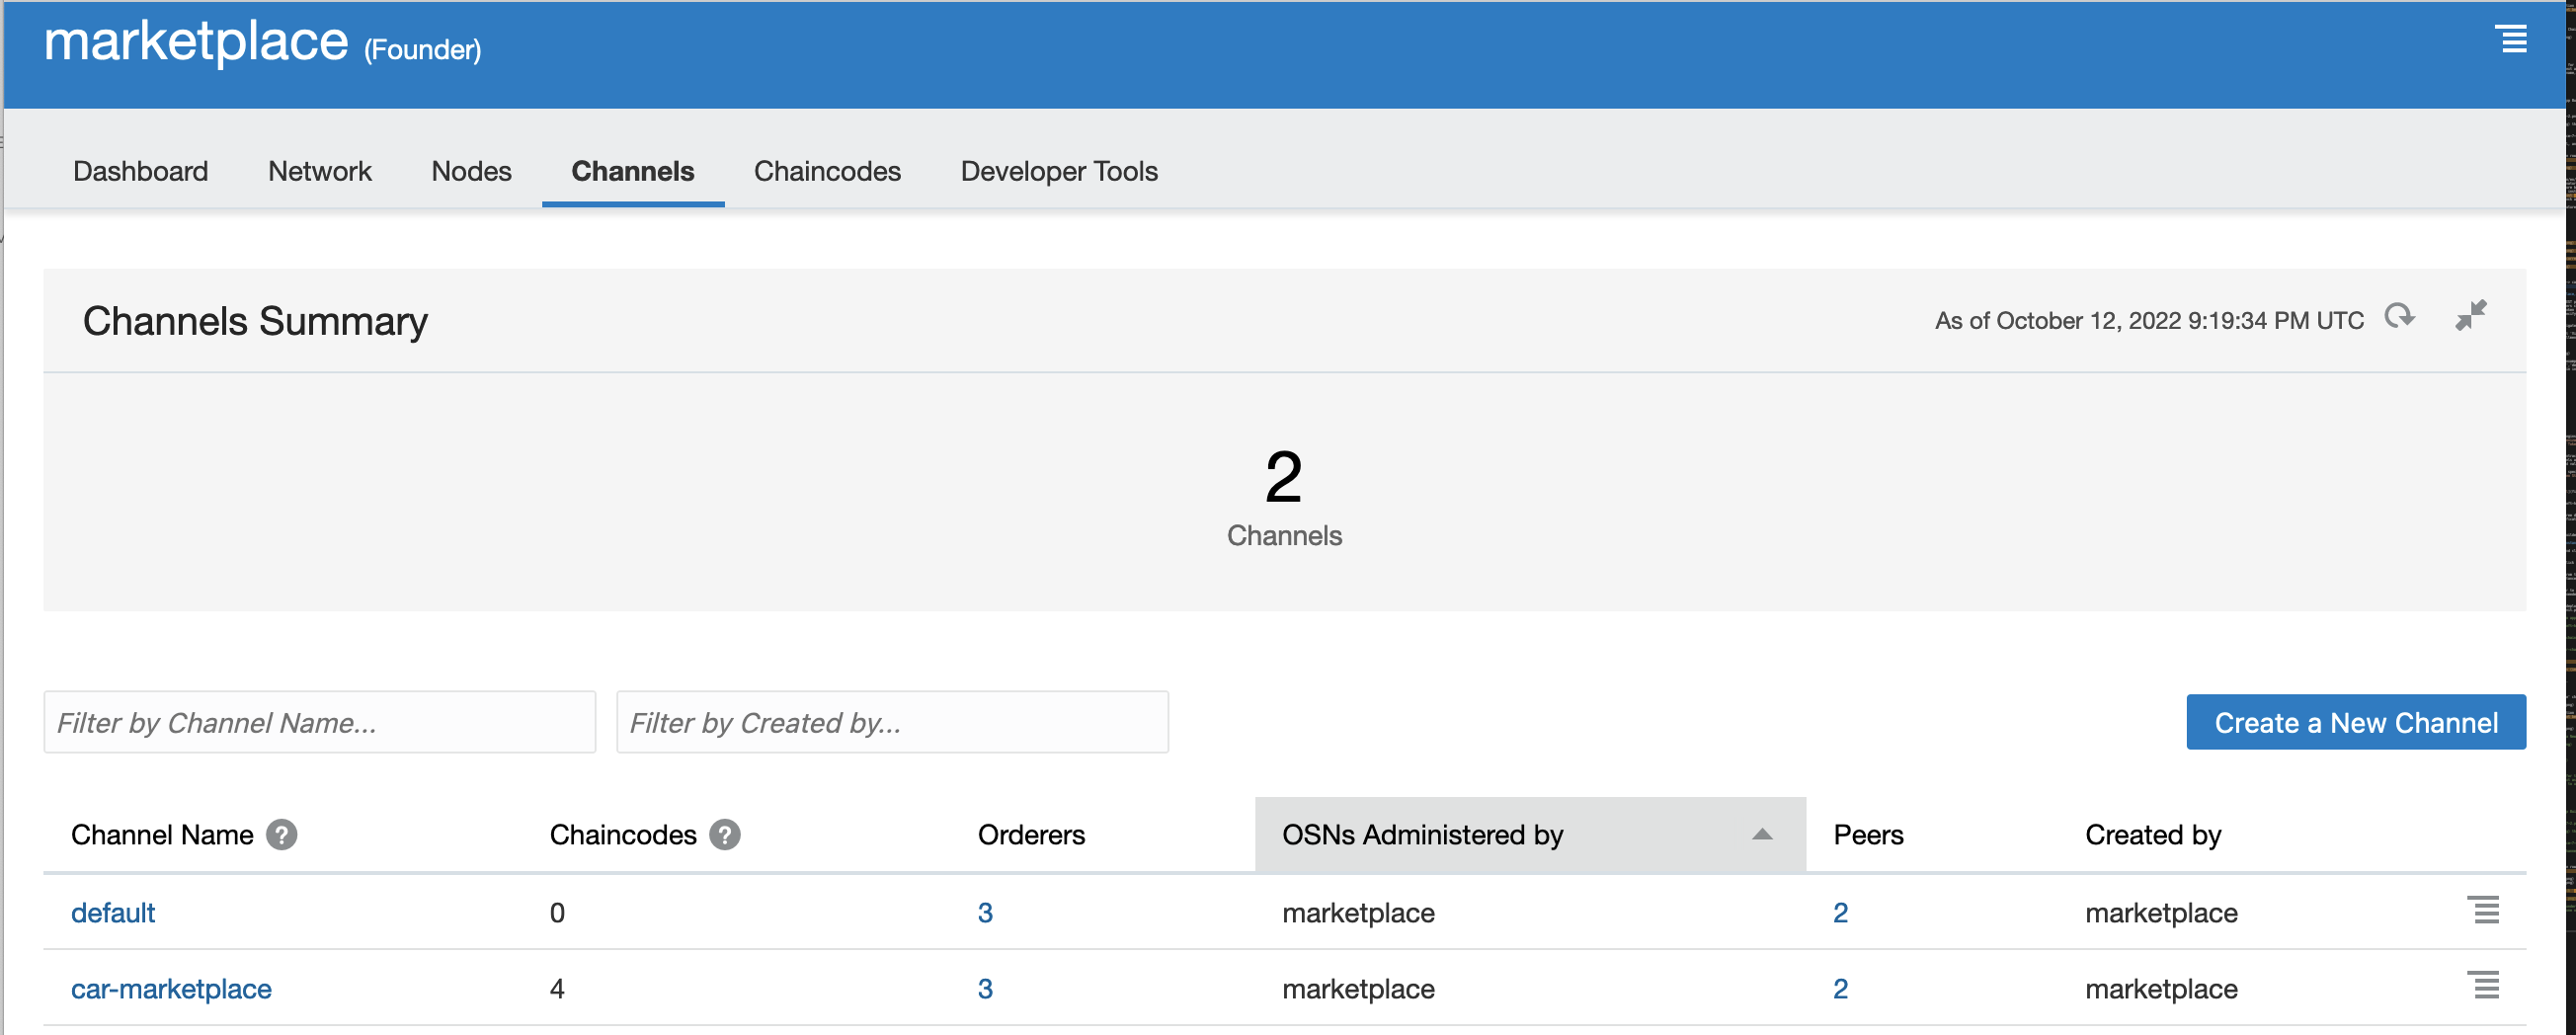 marketplace (Founder)
Dashboard Network Nodes Channels Chaincodes Developer Tools
Channels Summary As of October 12, 2022 9:19:34 PM UTC
2
Channels
Filter by Channel Name... Filter by Created by... Create a New Channel
Channel Name ? Chaincodes ? Orderers OSNs Administered by Peers Created by
default 0 3 marketplace 2 marketplace
car-marketplace 4 3 marketplace 2 marketplace